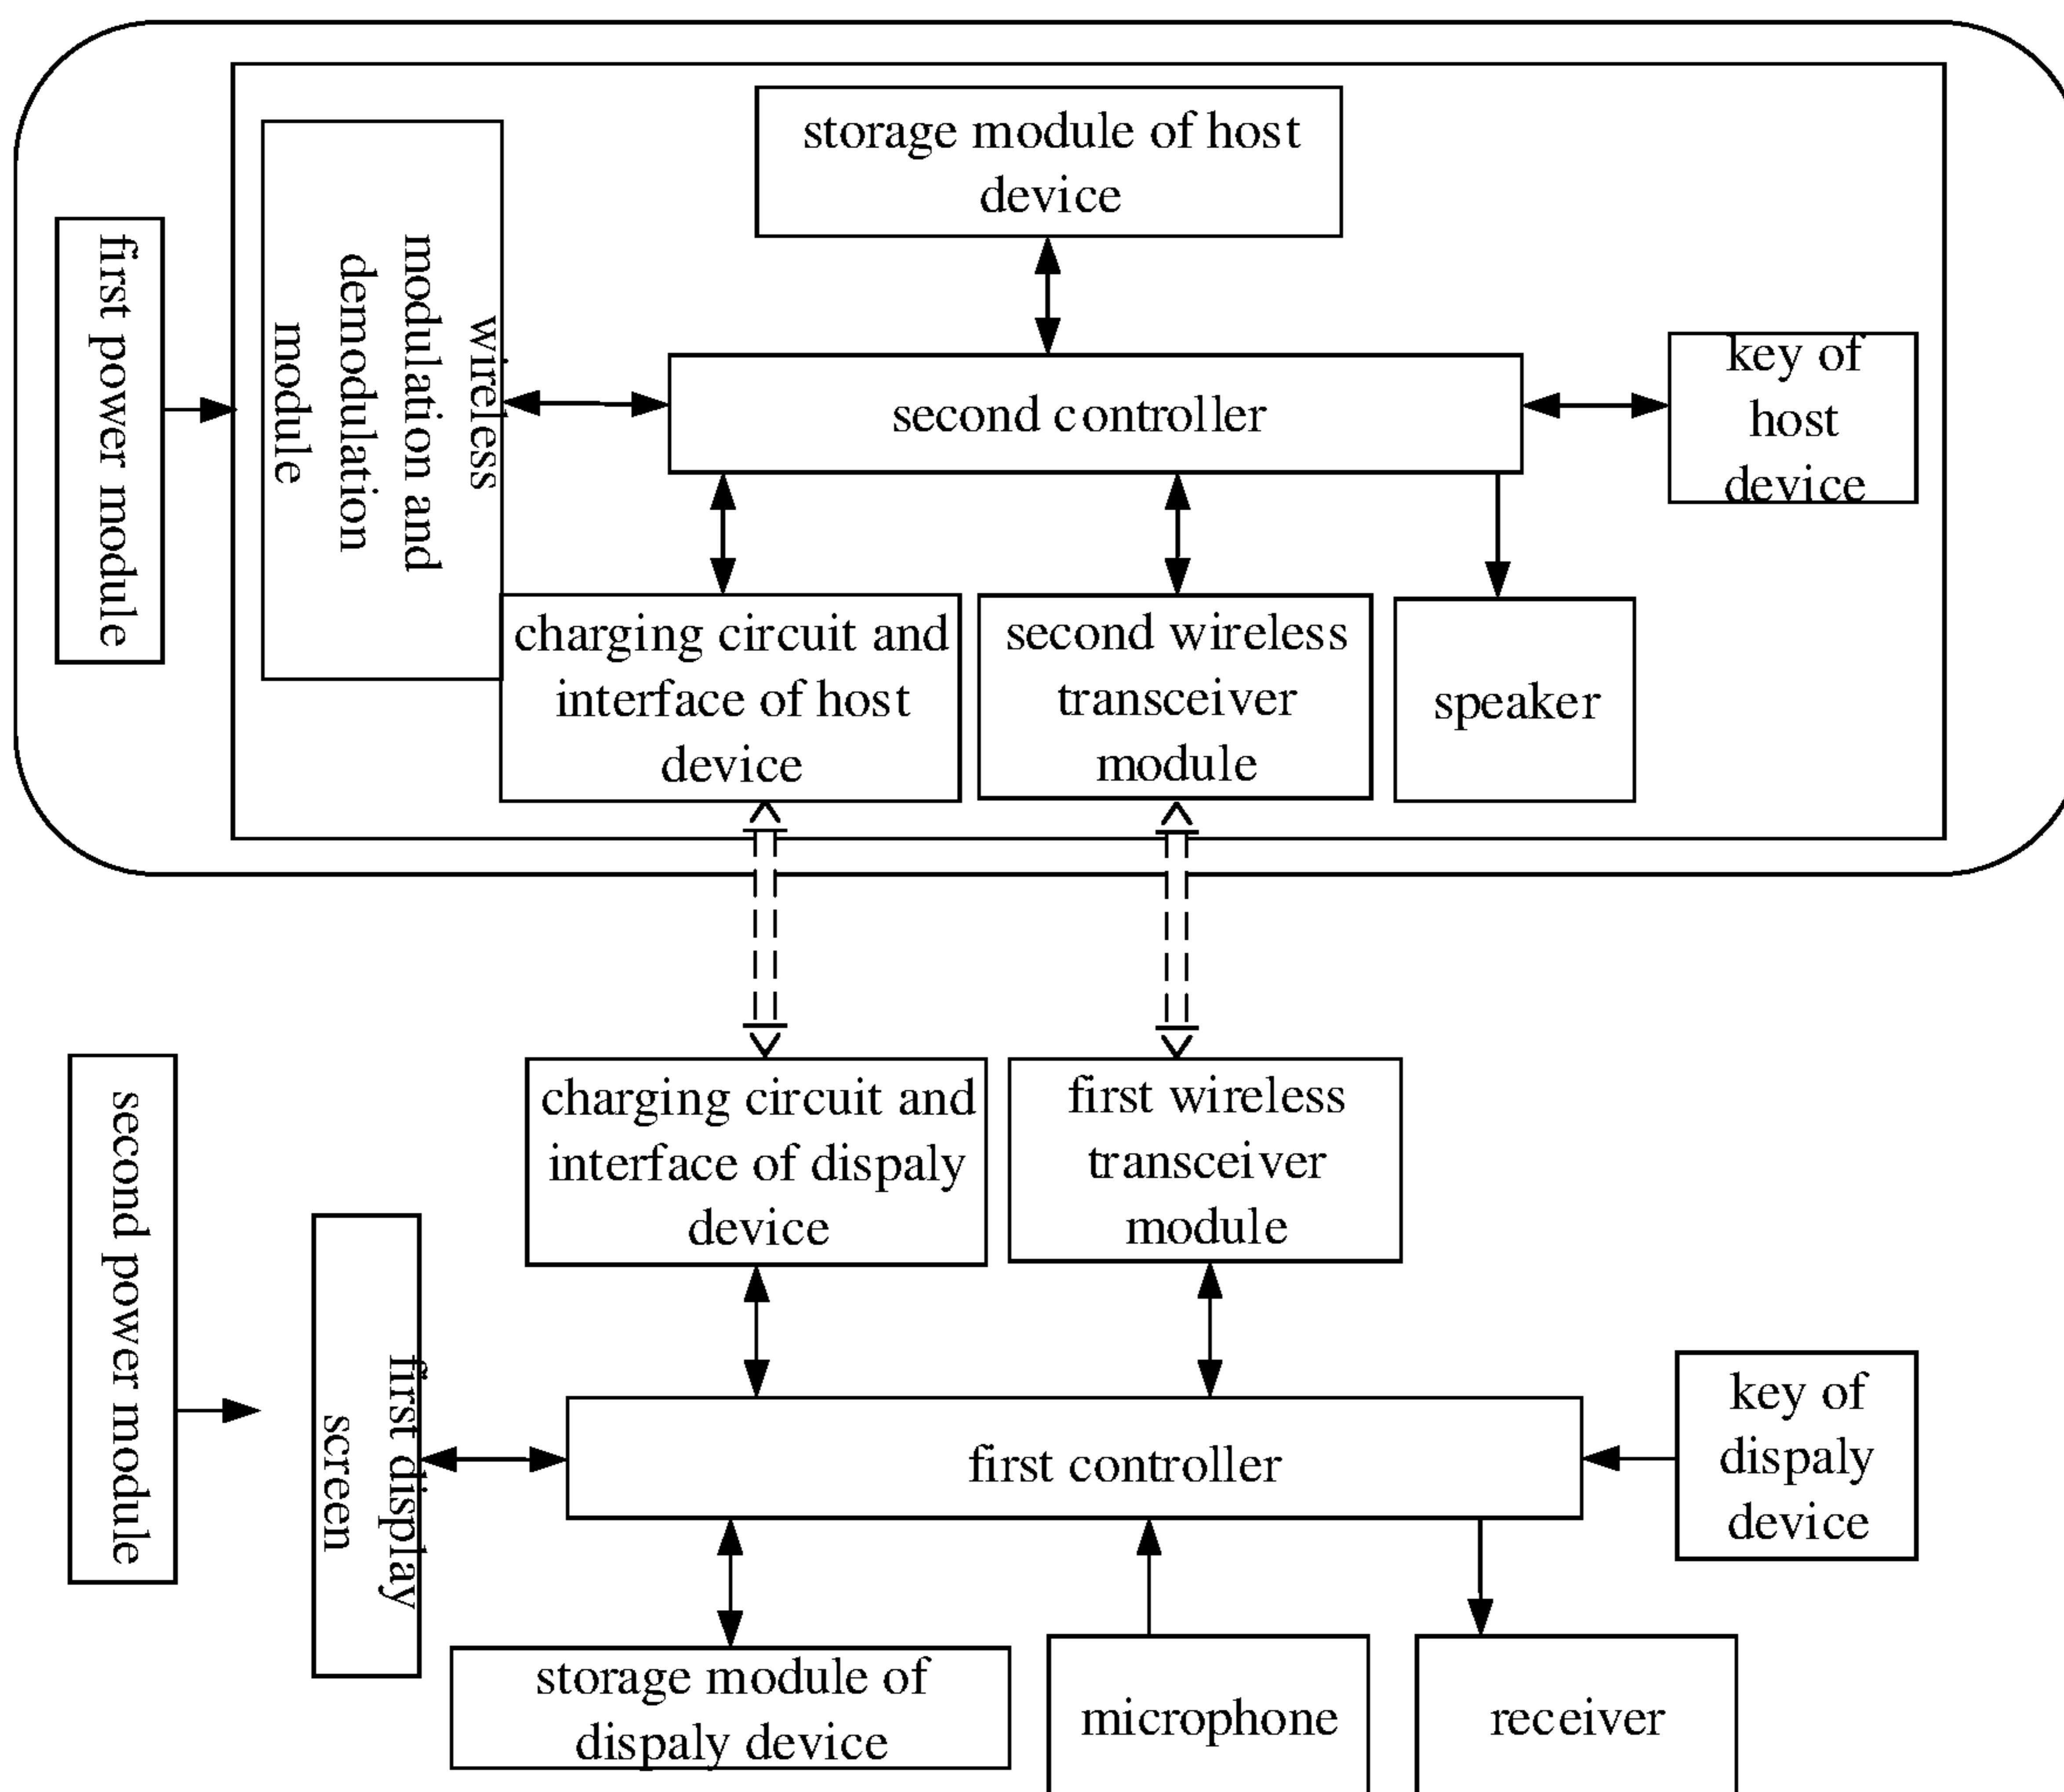 storage module of host
device
first power module
wireless
modulation and
demodulation
module
second controller
key of
host
device
charging circuit and
interface of host
device
second wireless
transceiver
module
speaker
charging circuit and
interface of dispaly
device
first wireless
transceiver
module
second power module
first display
screen
first controller
key of
dispaly
device
storage module of
dispaly device
microphone
receiver